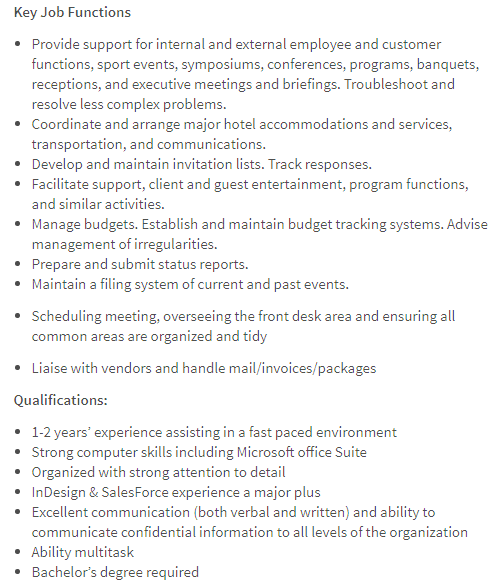 Key Job Functions
• Provide support for internal and external employee and customer
functions, sport events, symposiums, conferences, programs, banquets,
receptions, and executive meetings and briefings. Troubleshoot and
resolve less complex problems.
• Coordinate and arrange major hotel accommodations and services,
transportation, and communications.
• Develop and maintain invitation lists. Track responses.
• Facilitate support, client and guest entertainment, program functions,
and similar activities.
• Manage budgets. Establish and maintain budget tracking systems. Advise
management of irregularities.
• Prepare and submit status reports.
• Maintain a filing system of current and past events.
• Scheduling meeting, overseeing the front desk area and ensuring all
common areas are organized and tidy
• Liaise with vendors and handle mail/invoices/packages
Qualifications:
• 1-2 years’ experience assisting in a fast paced environment
• Strong computer skills including Microsoft office Suite
• Organized with strong attention to detail
• InDesign & SalesForce experience a major plus
• Excellent communication (both verbal and written) and ability to
communicate confidential information to all levels of the organization
• Ability multitask
• Bachelor’s degree required